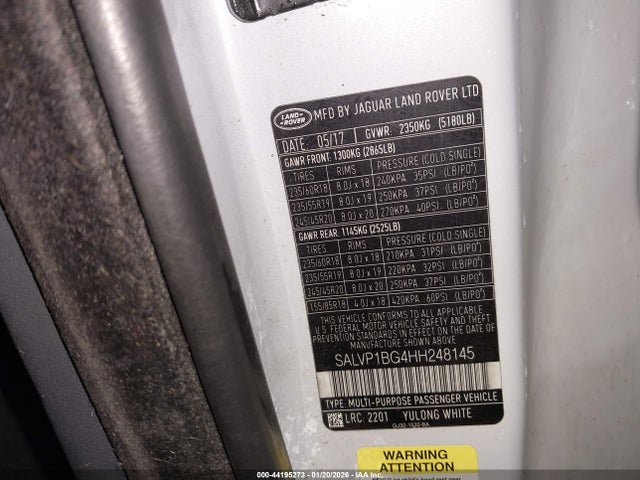 LAND ROVER MFD BY JAGUAR LAND ROVER LTD
DATE 05/17 GVWR. 2350KG (5180LB)
GAWR FRONT. 1300KG (2865LB)
TIRES RIMS PRESSURE (COLD SINGLE)
235/60R18 8.0J x 18 240KPA 35PSI (LB/PO²)
235/55R19 8.0J x 19 250KPA 37PSI (LB/PO²)
245/45R20 8.0J x 20 270KPA 40PSI (LB/PO²)
GAWR REAR. 1145KG (2525LB)
TIRES RIMS PRESSURE (COLD SINGLE)
235/60R18 8.0J x 18 210KPA 31PSI (LB/PO²)
235/55R19 8.0J x 19 220KPA 32PSI (LB/PO²)
245/45R20 8.0J x 20 250KPA 37PSI (LB/PO²)
155/85R18 4.0J x 18 420KPA 60PSI (LB/PO²)
THIS VEHICLE CONFORMS TO ALL APPLICABLE
U.S. FEDERAL MOTOR VEHICLE SAFETY AND THEFT
PREVENTION STANDARDS IN EFFECT ON THE DATE
OF MANUFACTURE SHOWN ABOVE
SALVP1BG4HH248145
TYPE: MULTI-PURPOSE PASSENGER VEHICLE
LRC. 2201 YULONG WHITE
GJ32-1532-BA
WARNING
ATTENTION
000-44195273 - 01/20/2026 - © IAA Inc.